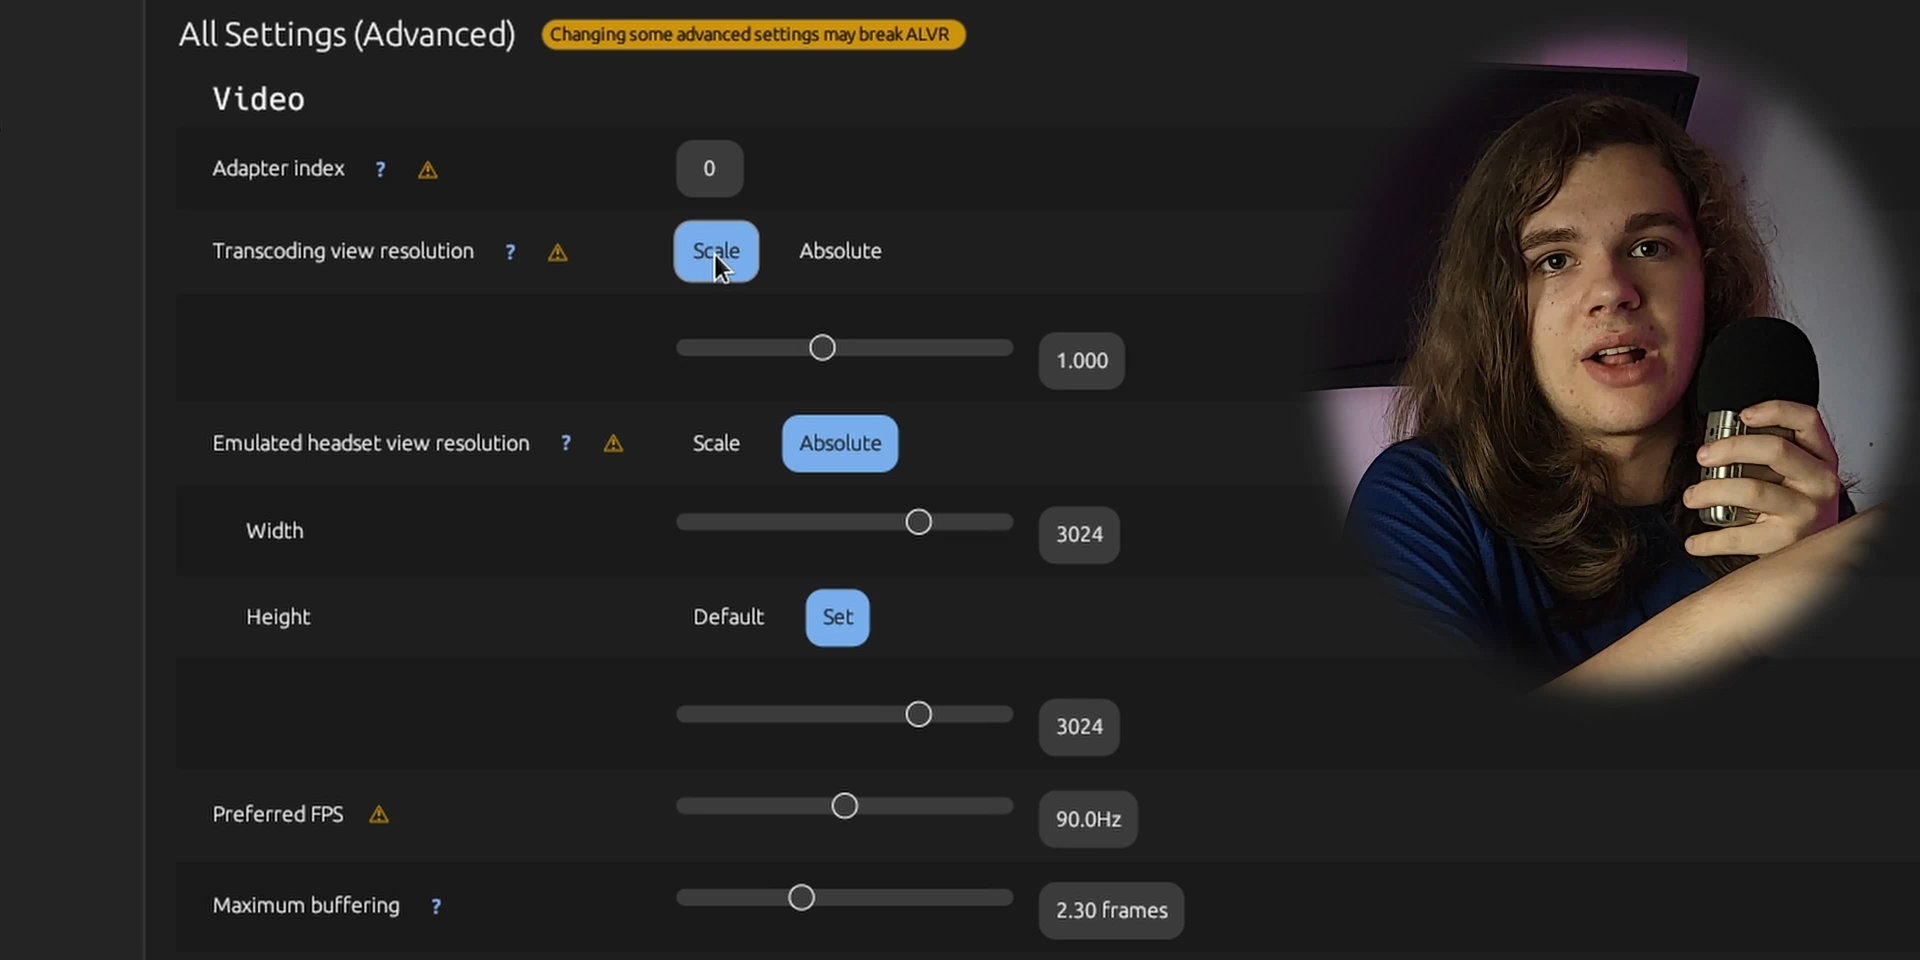 All Settings (Advanced) Changing some advanced settings may break ALVR
Video
Adapter index ? 0
Transcoding view resolution ? Scale Absolute
1.000
Emulated headset view resolution ? Scale Absolute
Width 3024
Height Default Set
3024
Preferred FPS 90.0Hz
Maximum buffering ? 2.30 frames